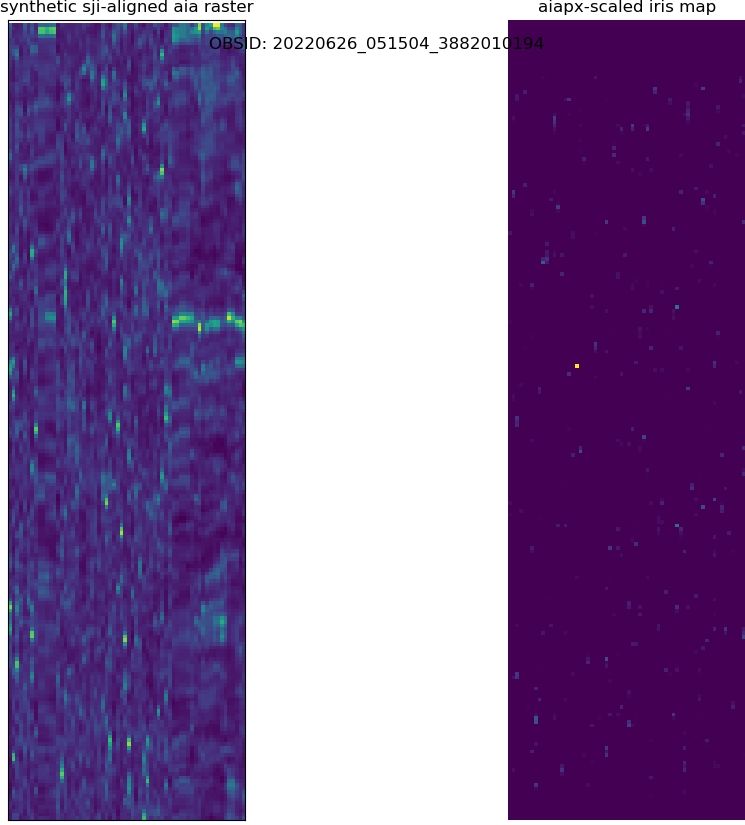 synthetic sji-aligned aia raster
aiapx-scaled iris map
OBSID: 20220626_051504_3882010194